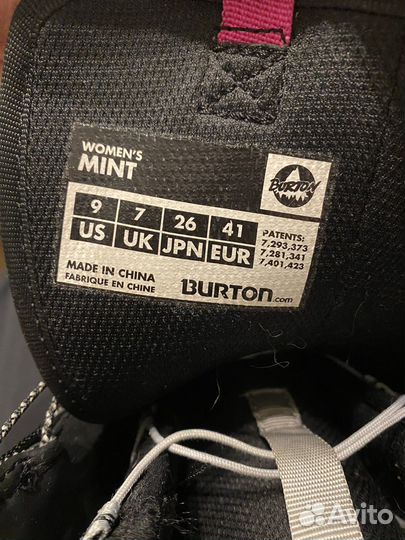 WOMEN'S
MINT
BURTON
9 7 26 41
US UK JPN EUR
PATENTS:
7,293,373
7,281,341
7,401,423
MADE IN CHINA
FABRIQUE EN CHINE
BURTON.com
Avito